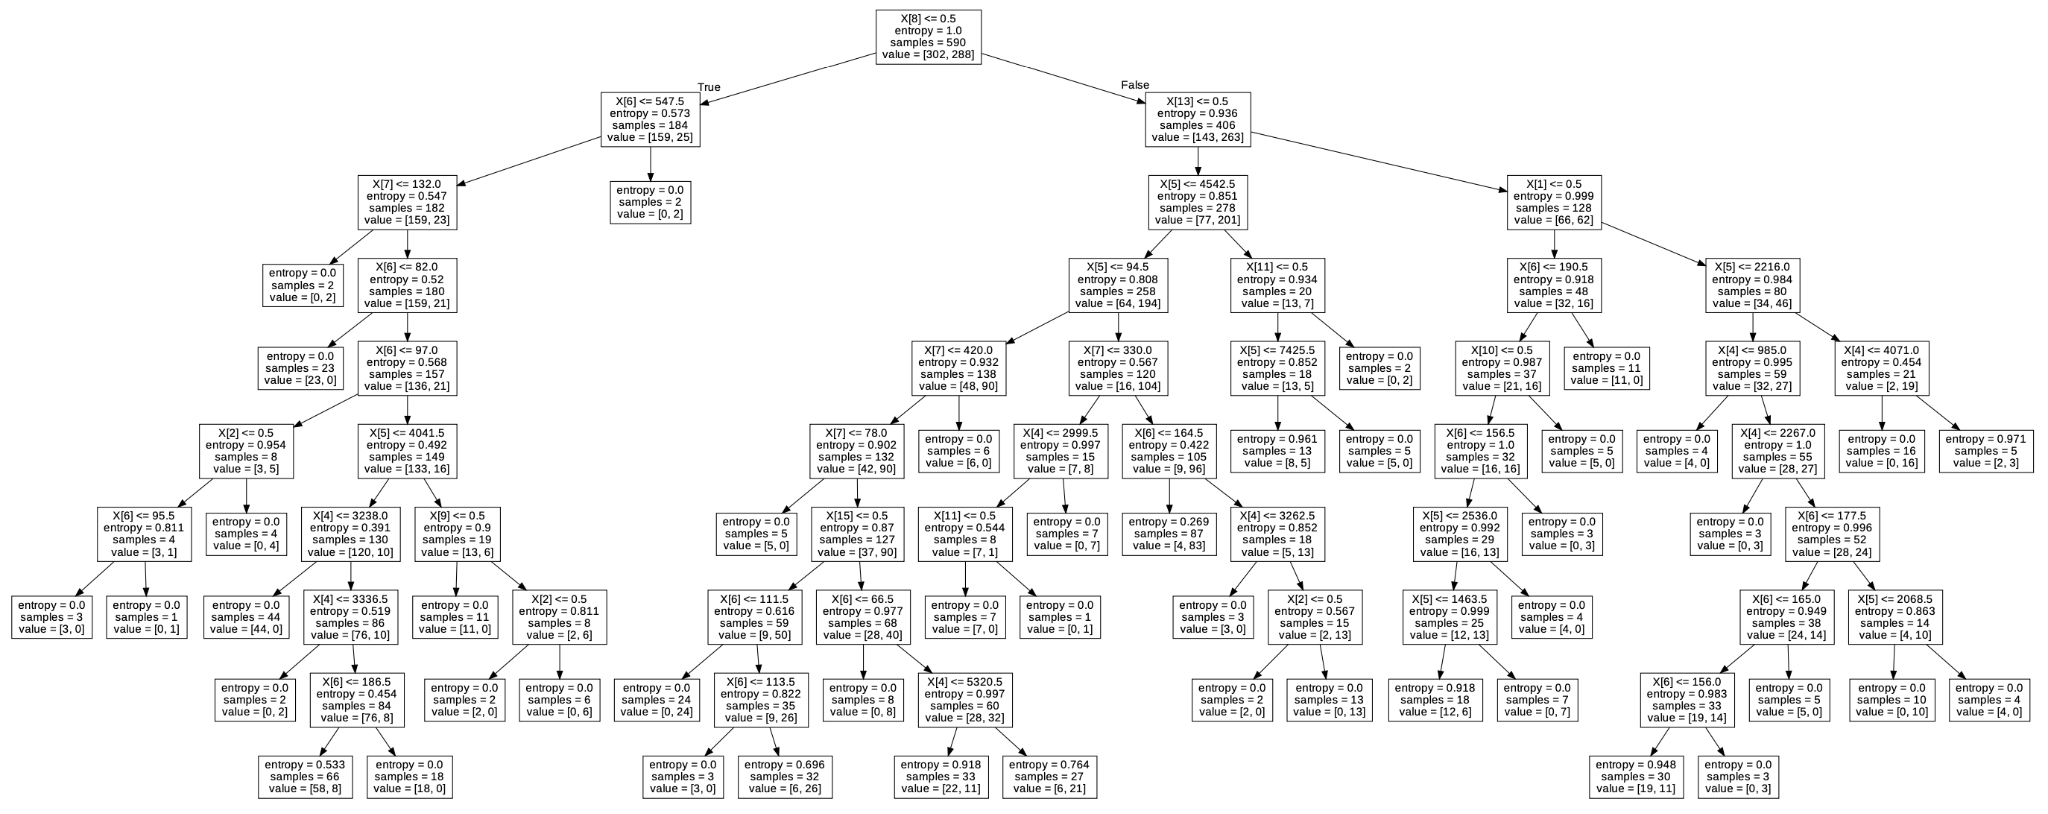 X[8] <= 0.5
entropy = 1.0
samples = 590
value = [302, 288]
True
False
X[6] <= 547.5
entropy = 0.573
samples = 184
value = [159, 25]
X[13] <= 0.5
entropy = 0.936
samples = 406
value = [143, 263]
X[7] <= 132.0
entropy = 0.547
samples = 182
value = [159, 23]
entropy = 0.0
samples = 2
value = [0, 2]
X[5] <= 4542.5
entropy = 0.851
samples = 278
value = [77, 201]
X[1] <= 0.5
entropy = 0.999
samples = 128
value = [66, 62]
entropy = 0.0
samples = 2
value = [0, 2]
X[6] <= 82.0
entropy = 0.52
samples = 180
value = [159, 21]
X[5] <= 94.5
entropy = 0.808
samples = 258
value = [64, 194]
X[11] <= 0.5
entropy = 0.934
samples = 20
value = [13, 7]
X[6] <= 190.5
entropy = 0.918
samples = 48
value = [32, 16]
X[5] <= 2216.0
entropy = 0.984
samples = 80
value = [34, 46]
entropy = 0.0
samples = 23
value = [23, 0]
X[6] <= 97.0
entropy = 0.568
samples = 157
value = [136, 21]
X[7] <= 420.0
entropy = 0.932
samples = 138
value = [48, 90]
X[7] <= 330.0
entropy = 0.567
samples = 120
value = [16, 104]
X[5] <= 7425.5
entropy = 0.852
samples = 18
value = [13, 5]
entropy = 0.0
samples = 2
value = [0, 2]
X[10] <= 0.5
entropy = 0.987
samples = 37
value = [21, 16]
entropy = 0.0
samples = 11
value = [11, 0]
X[4] <= 985.0
entropy = 0.995
samples = 59
value = [32, 27]
X[4] <= 4071.0
entropy = 0.454
samples = 21
value = [2, 19]
X[2] <= 0.5
entropy = 0.954
samples = 8
value = [3, 5]
X[5] <= 4041.5
entropy = 0.492
samples = 149
value = [133, 16]
X[7] <= 78.0
entropy = 0.902
samples = 132
value = [42, 90]
entropy = 0.0
samples = 6
value = [6, 0]
X[4] <= 2999.5
entropy = 0.997
samples = 15
value = [7, 8]
X[6] <= 164.5
entropy = 0.422
samples = 105
value = [9, 96]
entropy = 0.961
samples = 13
value = [8, 5]
entropy = 0.0
samples = 5
value = [5, 0]
X[6] <= 156.5
entropy = 1.0
samples = 32
value = [16, 16]
entropy = 0.0
samples = 5
value = [5, 0]
entropy = 0.0
samples = 4
value = [4, 0]
X[4] <= 2267.0
entropy = 1.0
samples = 55
value = [28, 27]
entropy = 0.0
samples = 16
value = [0, 16]
entropy = 0.971
samples = 5
value = [2, 3]
X[6] <= 95.5
entropy = 0.811
samples = 4
value = [3, 1]
entropy = 0.0
samples = 4
value = [0, 4]
X[4] <= 3238.0
entropy = 0.391
samples = 130
value = [120, 10]
X[9] <= 0.5
entropy = 0.9
samples = 19
value = [13, 6]
entropy = 0.0
samples = 5
value = [5, 0]
X[15] <= 0.5
entropy = 0.87
samples = 127
value = [37, 90]
X[11] <= 0.5
entropy = 0.544
samples = 8
value = [7, 1]
entropy = 0.0
samples = 7
value = [0, 7]
entropy = 0.269
samples = 87
value = [4, 83]
X[4] <= 3262.5
entropy = 0.852
samples = 18
value = [5, 13]
X[5] <= 2536.0
entropy = 0.992
samples = 29
value = [16, 13]
entropy = 0.0
samples = 3
value = [0, 3]
entropy = 0.0
samples = 3
value = [0, 3]
X[6] <= 177.5
entropy = 0.996
samples = 52
value = [28, 24]
entropy = 0.0
samples = 3
value = [3, 0]
entropy = 0.0
samples = 1
value = [0, 1]
entropy = 0.0
samples = 44
value = [44, 0]
X[4] <= 3336.5
entropy = 0.519
samples = 86
value = [76, 10]
entropy = 0.0
samples = 11
value = [11, 0]
X[2] <= 0.5
entropy = 0.811
samples = 8
value = [2, 6]
X[6] <= 111.5
entropy = 0.616
samples = 59
value = [9, 50]
X[6] <= 66.5
entropy = 0.977
samples = 68
value = [28, 40]
entropy = 0.0
samples = 7
value = [7, 0]
entropy = 0.0
samples = 1
value = [0, 1]
entropy = 0.0
samples = 3
value = [3, 0]
X[2] <= 0.5
entropy = 0.567
samples = 15
value = [2, 13]
X[5] <= 1463.5
entropy = 0.999
samples = 25
value = [12, 13]
entropy = 0.0
samples = 4
value = [4, 0]
X[6] <= 165.0
entropy = 0.949
samples = 38
value = [24, 14]
X[5] <= 2068.5
entropy = 0.863
samples = 14
value = [4, 10]
entropy = 0.0
samples = 2
value = [0, 2]
X[6] <= 186.5
entropy = 0.454
samples = 84
value = [76, 8]
entropy = 0.0
samples = 2
value = [2, 0]
entropy = 0.0
samples = 6
value = [0, 6]
entropy = 0.0
samples = 24
value = [0, 24]
X[6] <= 113.5
entropy = 0.822
samples = 35
value = [9, 26]
entropy = 0.0
samples = 8
value = [0, 8]
X[4] <= 5320.5
entropy = 0.997
samples = 60
value = [28, 32]
entropy = 0.0
samples = 2
value = [2, 0]
entropy = 0.0
samples = 13
value = [0, 13]
entropy = 0.918
samples = 18
value = [12, 6]
entropy = 0.0
samples = 7
value = [0, 7]
X[6] <= 156.0
entropy = 0.983
samples = 33
value = [19, 14]
entropy = 0.0
samples = 5
value = [5, 0]
entropy = 0.0
samples = 10
value = [0, 10]
entropy = 0.0
samples = 4
value = [4, 0]
entropy = 0.533
samples = 66
value = [58, 8]
entropy = 0.0
samples = 18
value = [18, 0]
entropy = 0.0
samples = 3
value = [3, 0]
entropy = 0.696
samples = 32
value = [6, 26]
entropy = 0.918
samples = 33
value = [22, 11]
entropy = 0.764
samples = 27
value = [6, 21]
entropy = 0.948
samples = 30
value = [19, 11]
entropy = 0.0
samples = 3
value = [0, 3]